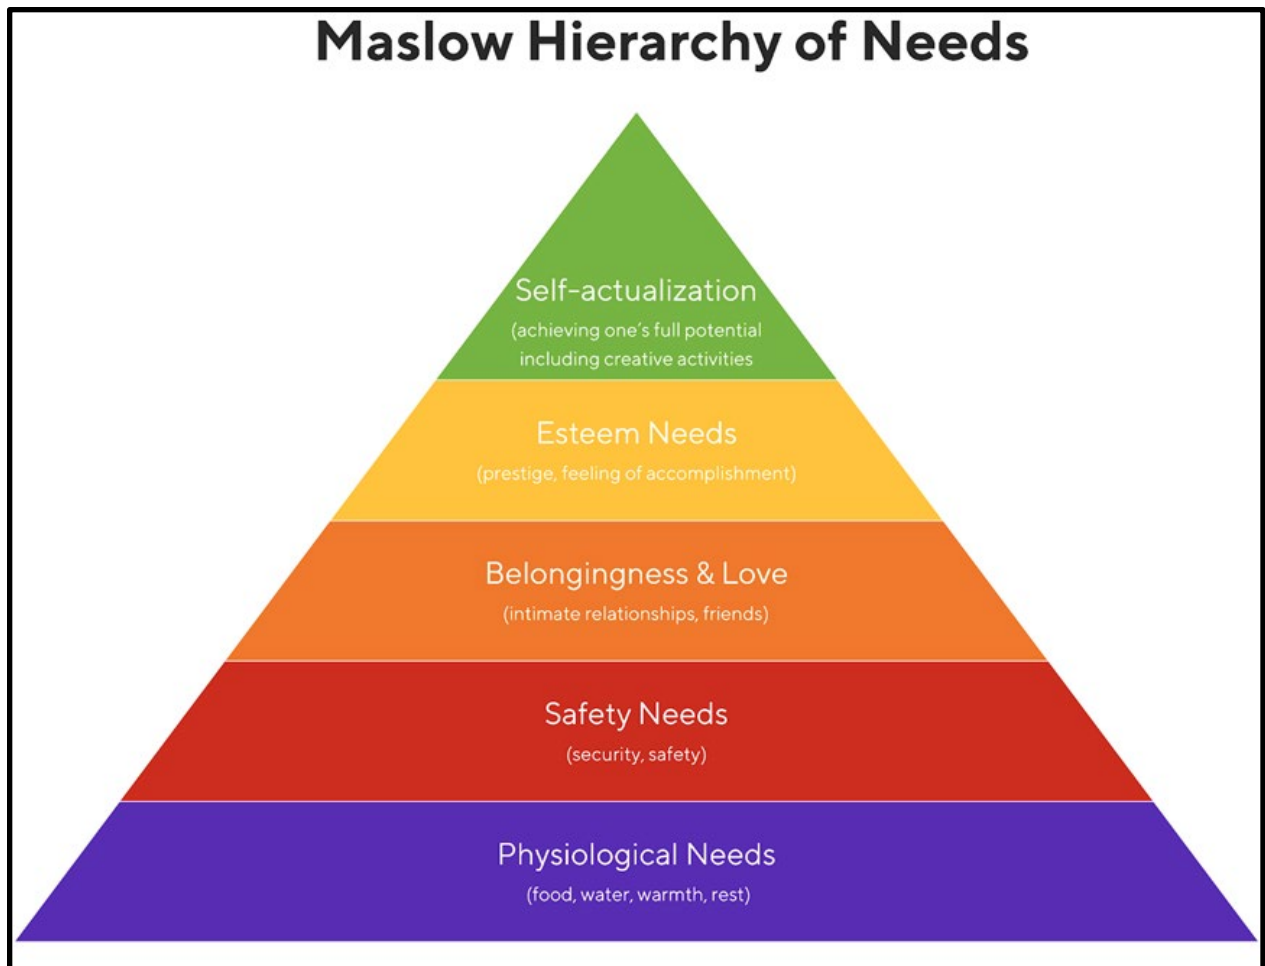 Maslow Hierarchy of Needs
Self-actualization
(achieving one's full potential
including creative activities
Esteem Needs
(prestige, feeling of accomplishment)
Belongingness & Love
(intimate relationships, friends)
Safety Needs
(security, safety)
Physiological Needs
(food, water, warmth, rest)